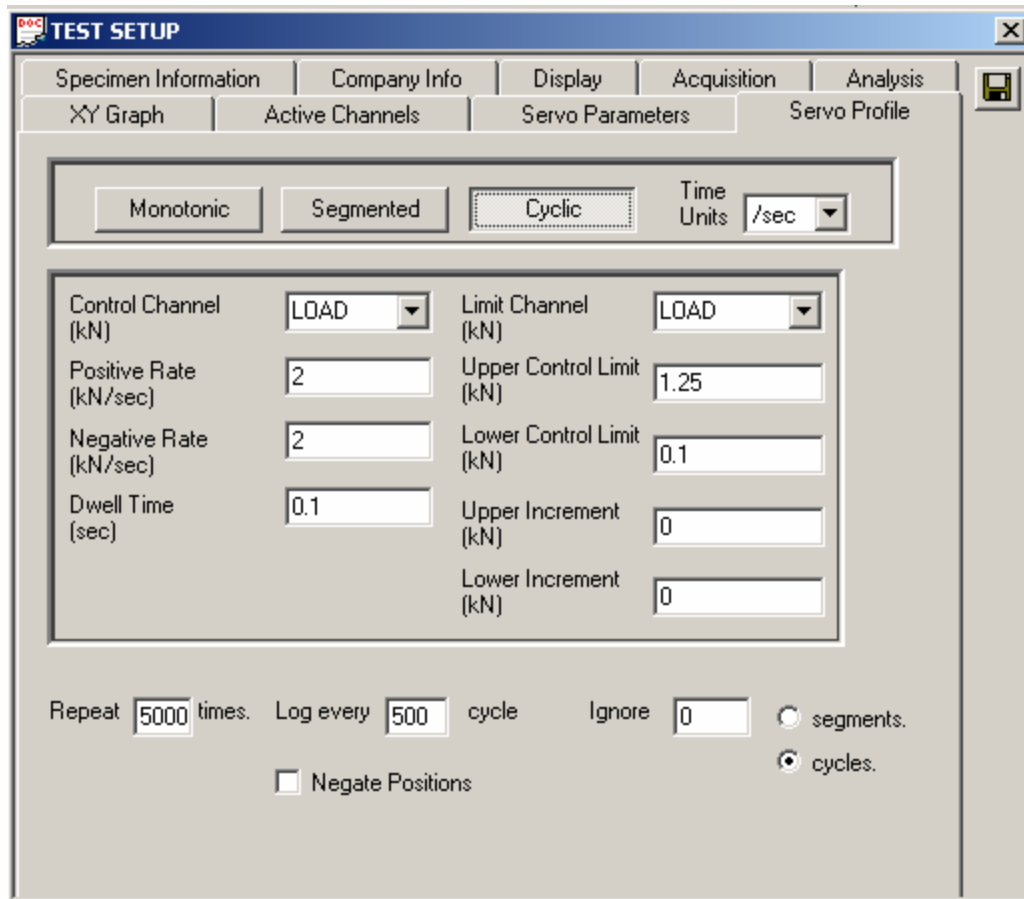 DOC TEST SETUP
Specimen Information Company Info Display Acquisition Analysis
XY Graph Active Channels Servo Parameters Servo Profile
Monotonic Segmented Cyclic Time Units /sec
Control Channel (kN) LOAD Limit Channel (kN) LOAD
Positive Rate (kN/sec) 2 Upper Control Limit (kN) 1.25
Negative Rate (kN/sec) 2 Lower Control Limit (kN) 0.1
Dwell Time (sec) 0.1 Upper Increment (kN) 0
Lower Increment (kN) 0
Repeat 5000 times. Log every 500 cycle Ignore 0 segments.
cycles.
Negate Positions